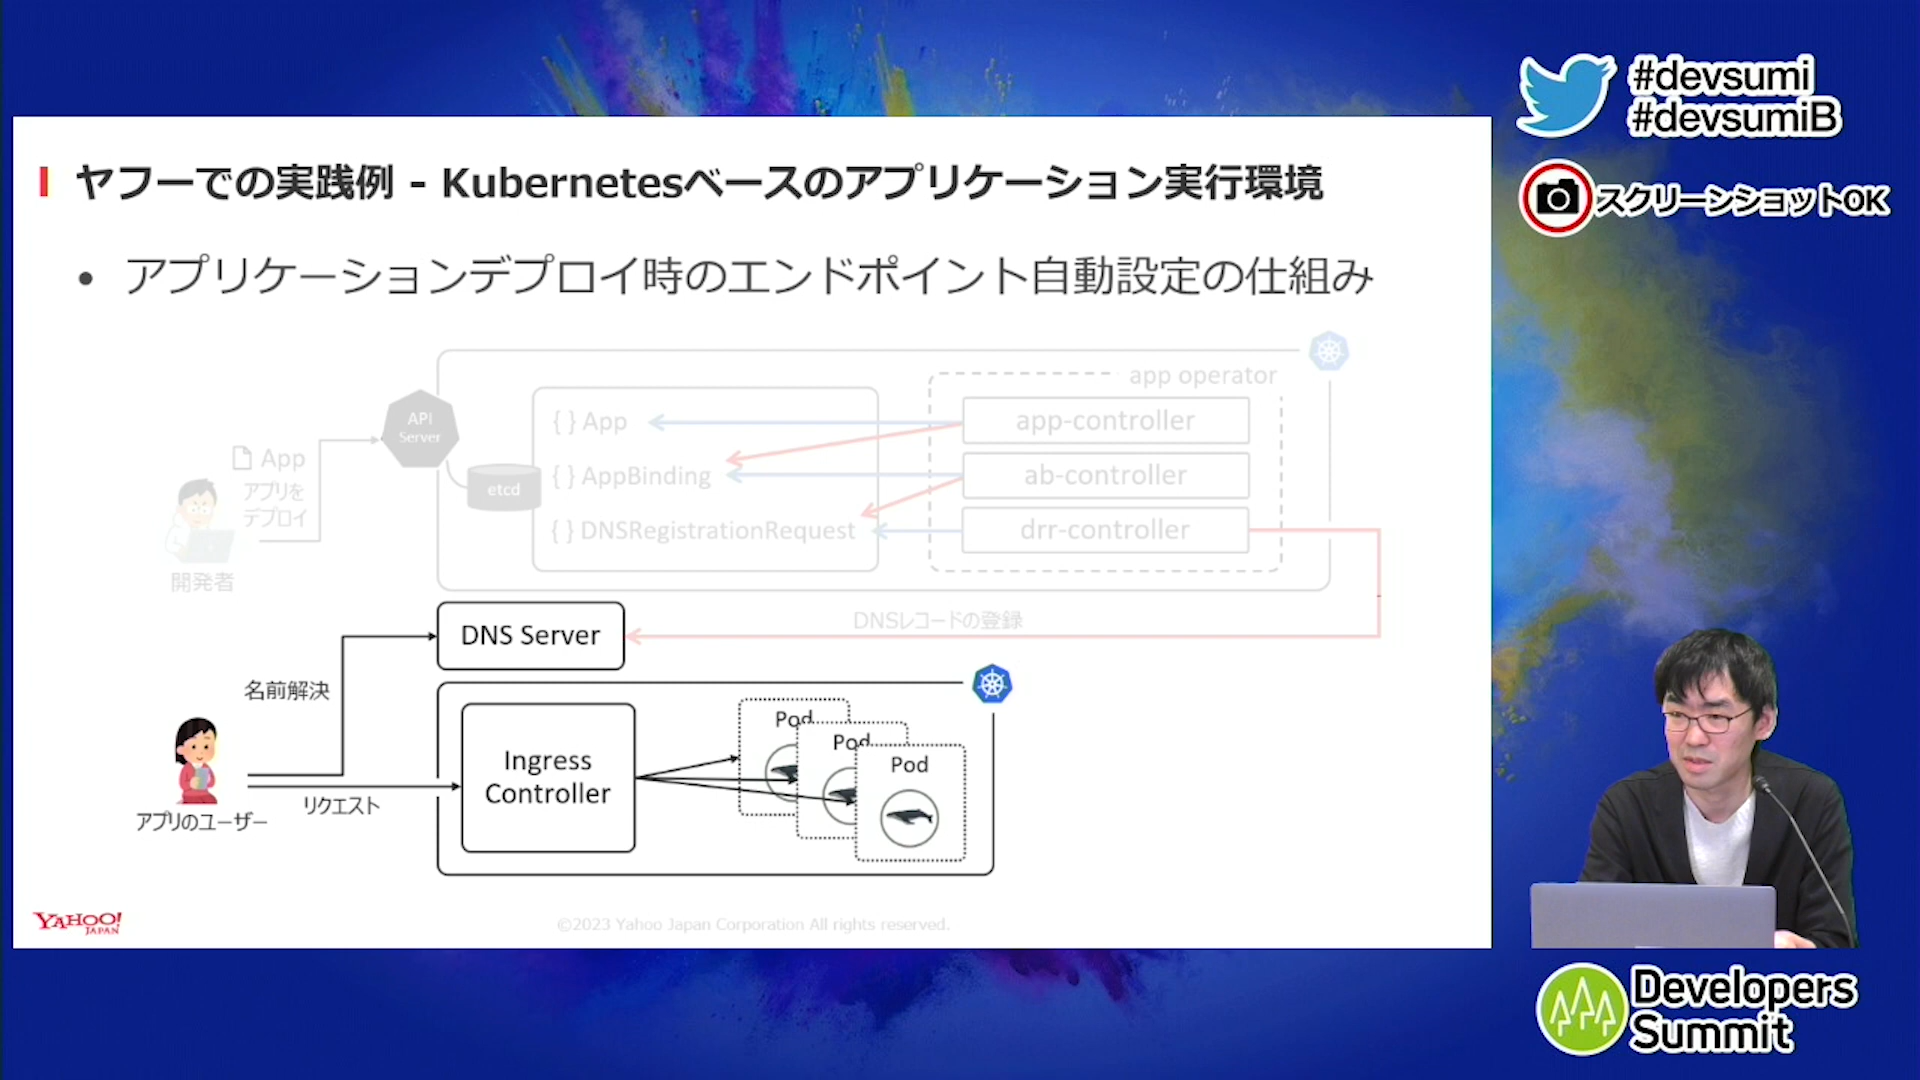 #devsumi
#devsumiB
スクリーンショットOK
ヤフーでの実践例 - Kubernetesベースのアプリケーション実行環境
• アプリケーションデプロイ時のエンドポイント自動設定の仕組み
app operator
API
Server
{ } App
app-controller
App
アプリを
デプロイ
etcd
{ } AppBinding
ab-controller
{ } DNSRegistrationRequest
drr-controller
開発者
DNSレコードの登録
DNS Server
名前解決
Pod
Pod
Pod
Ingress
Controller
リクエスト
アプリのユーザー
YAHOO!
JAPAN
©2023 Yahoo Japan Corporation All rights reserved.
Developers
Summit